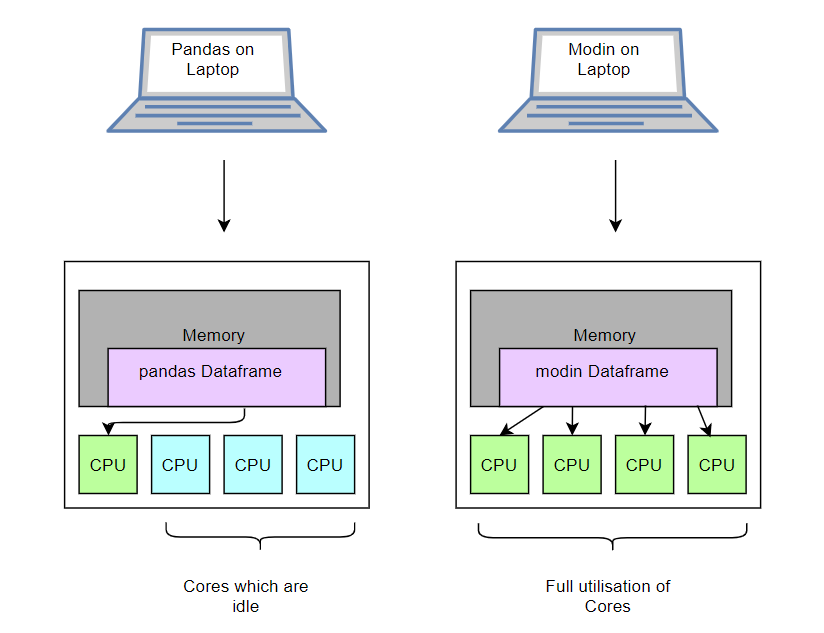 Pandas on
Laptop
Modin on
Laptop
Memory
pandas Dataframe
CPU
CPU
CPU
CPU
Memory
modin Dataframe
CPU
CPU
CPU
CPU
Cores which are
idle
Full utilisation of
Cores